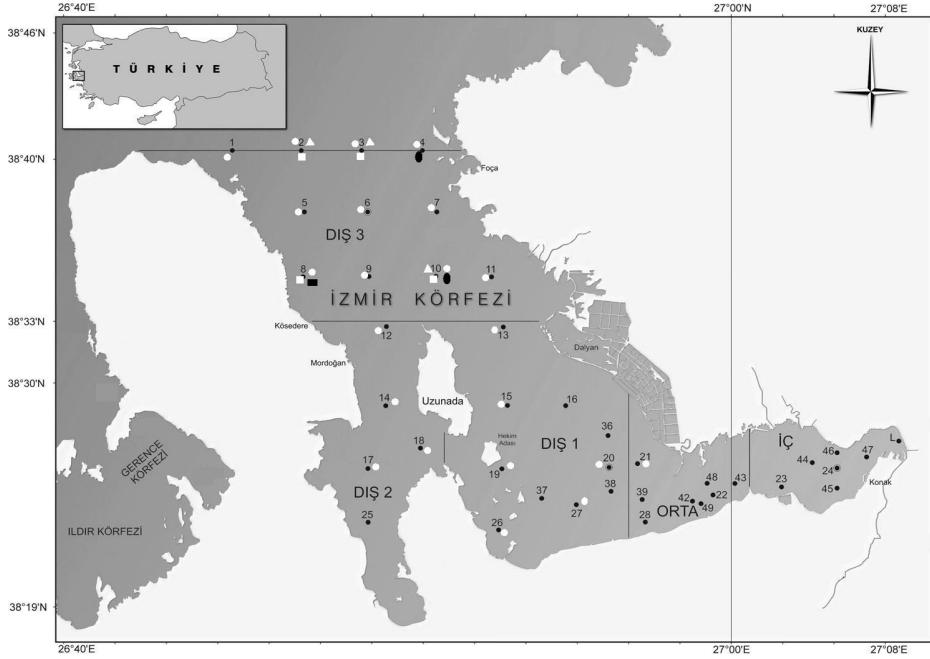 26°40'E
27°00'E
27°08'E
38°46'N
KUZEY
TÜRKİYE
38°40'N
1
2
3
4
Foça
5
6
7
DIŞ 3
8
9
10
11
İZMİR KÖRFEZİ
38°33'N
Kösedere
12
13
Mordoğan
Dalyan
38°30'N
Uzunada
14
15
16
36
DIŞ 1
İÇ
L
18
Hekim
Adası
46
47
44
GERENCE
KÖRFEZİ
17
19
20
21
24
48
43
23
45
Konak
DIŞ 2
38
37
39
42
22
27
49
ORTA
25
28
26
ILDIR KÖRFEZİ
38°19'N
26°40'E
27°00'E
27°08'E